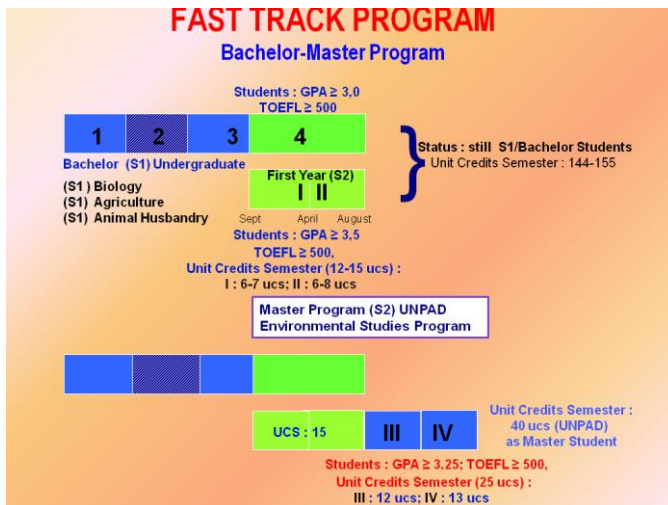 FAST TRACK PROGRAM
Bachelor-Master Program
Students : GPA ≥ 3,0
TOEFL ≥ 500
1 2 3 4
Bachelor (S1) Undergraduate
Status : still S1/Bachelor Students
Unit Credits Semester : 144-155
(S1 ) Biology
(S1) Agriculture
(S1) Animal Husbandry
First Year (S2)
I II
Sept April August
Students : GPA ≥ 3,5
TOEFL ≥ 500,
Unit Credits Semester (12-15 ucs) :
I : 6-7 ucs; II : 6-8 ucs
Master Program (S2) UNPAD
Environmental Studies Program
UCS : 15 III IV
Unit Credits Semester :
40 ucs (UNPAD)
as Master Student
Students : GPA ≥ 3.25; TOEFL ≥ 500,
Unit Credits Semester (25 ucs) :
III : 12 ucs; IV : 13 ucs